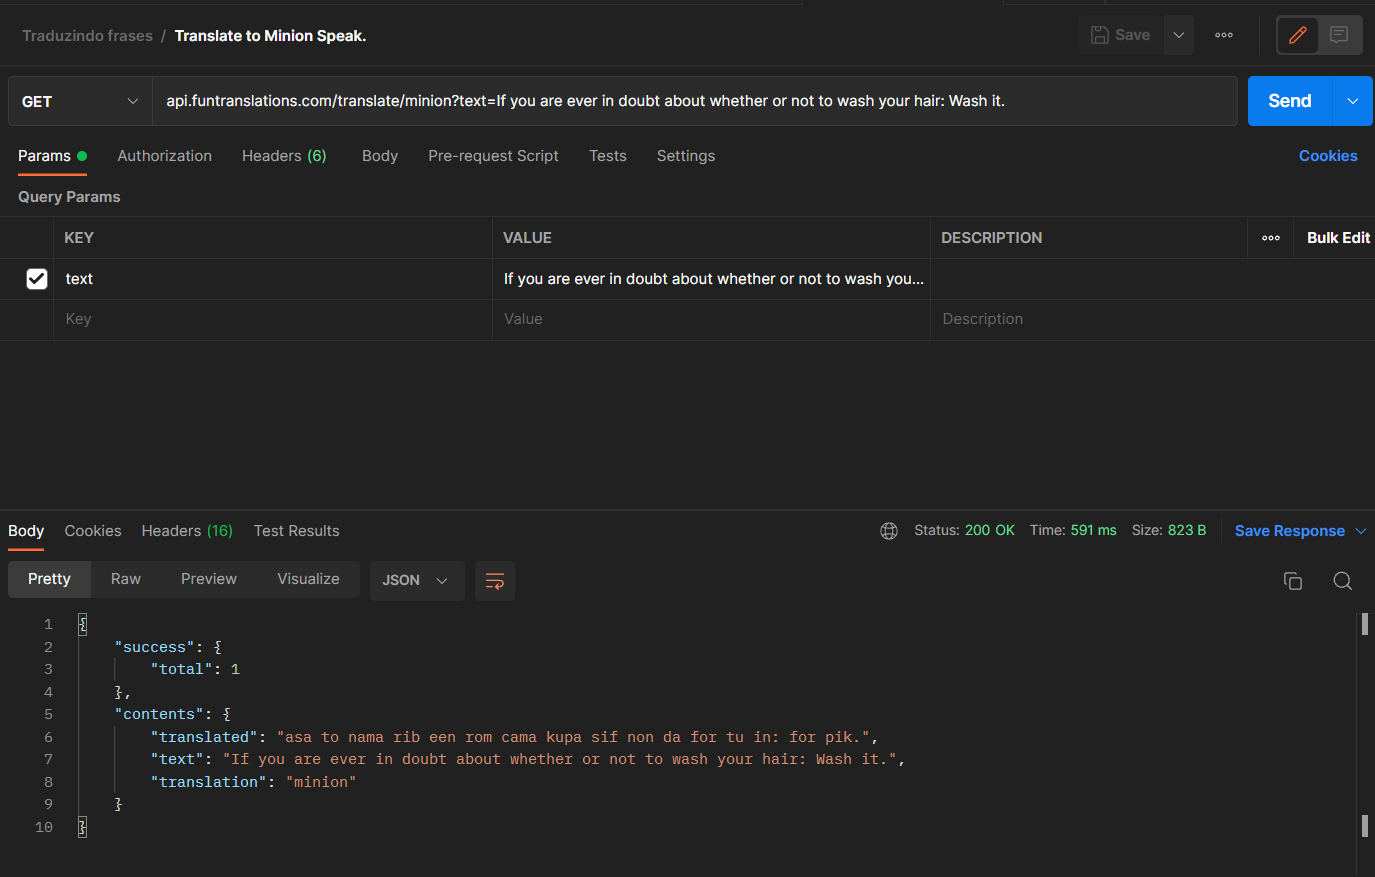 Traduzindo frases / Translate to Minion Speak.
Save
GET
api.funtranslations.com/translate/minion?text=If you are ever in doubt about whether or not to wash your hair: Wash it.
Send
Params Authorization Headers (6) Body Pre-request Script Tests Settings Cookies
Query Params
KEY VALUE DESCRIPTION Bulk Edit
text If you are ever in doubt about whether or not to wash you...
Key Value Description
Body Cookies Headers (16) Test Results Status: 200 OK Time: 591 ms Size: 823 B Save Response
Pretty Raw Preview Visualize JSON
1 {
2 "success": {
3 "total": 1
4 },
5 "contents": {
6 "translated": "asa to nama rib een rom cama kupa sif non da for tu in: for pik.",
7 "text": "If you are ever in doubt about whether or not to wash your hair: Wash it.",
8 "translation": "minion"
9 }
10 }